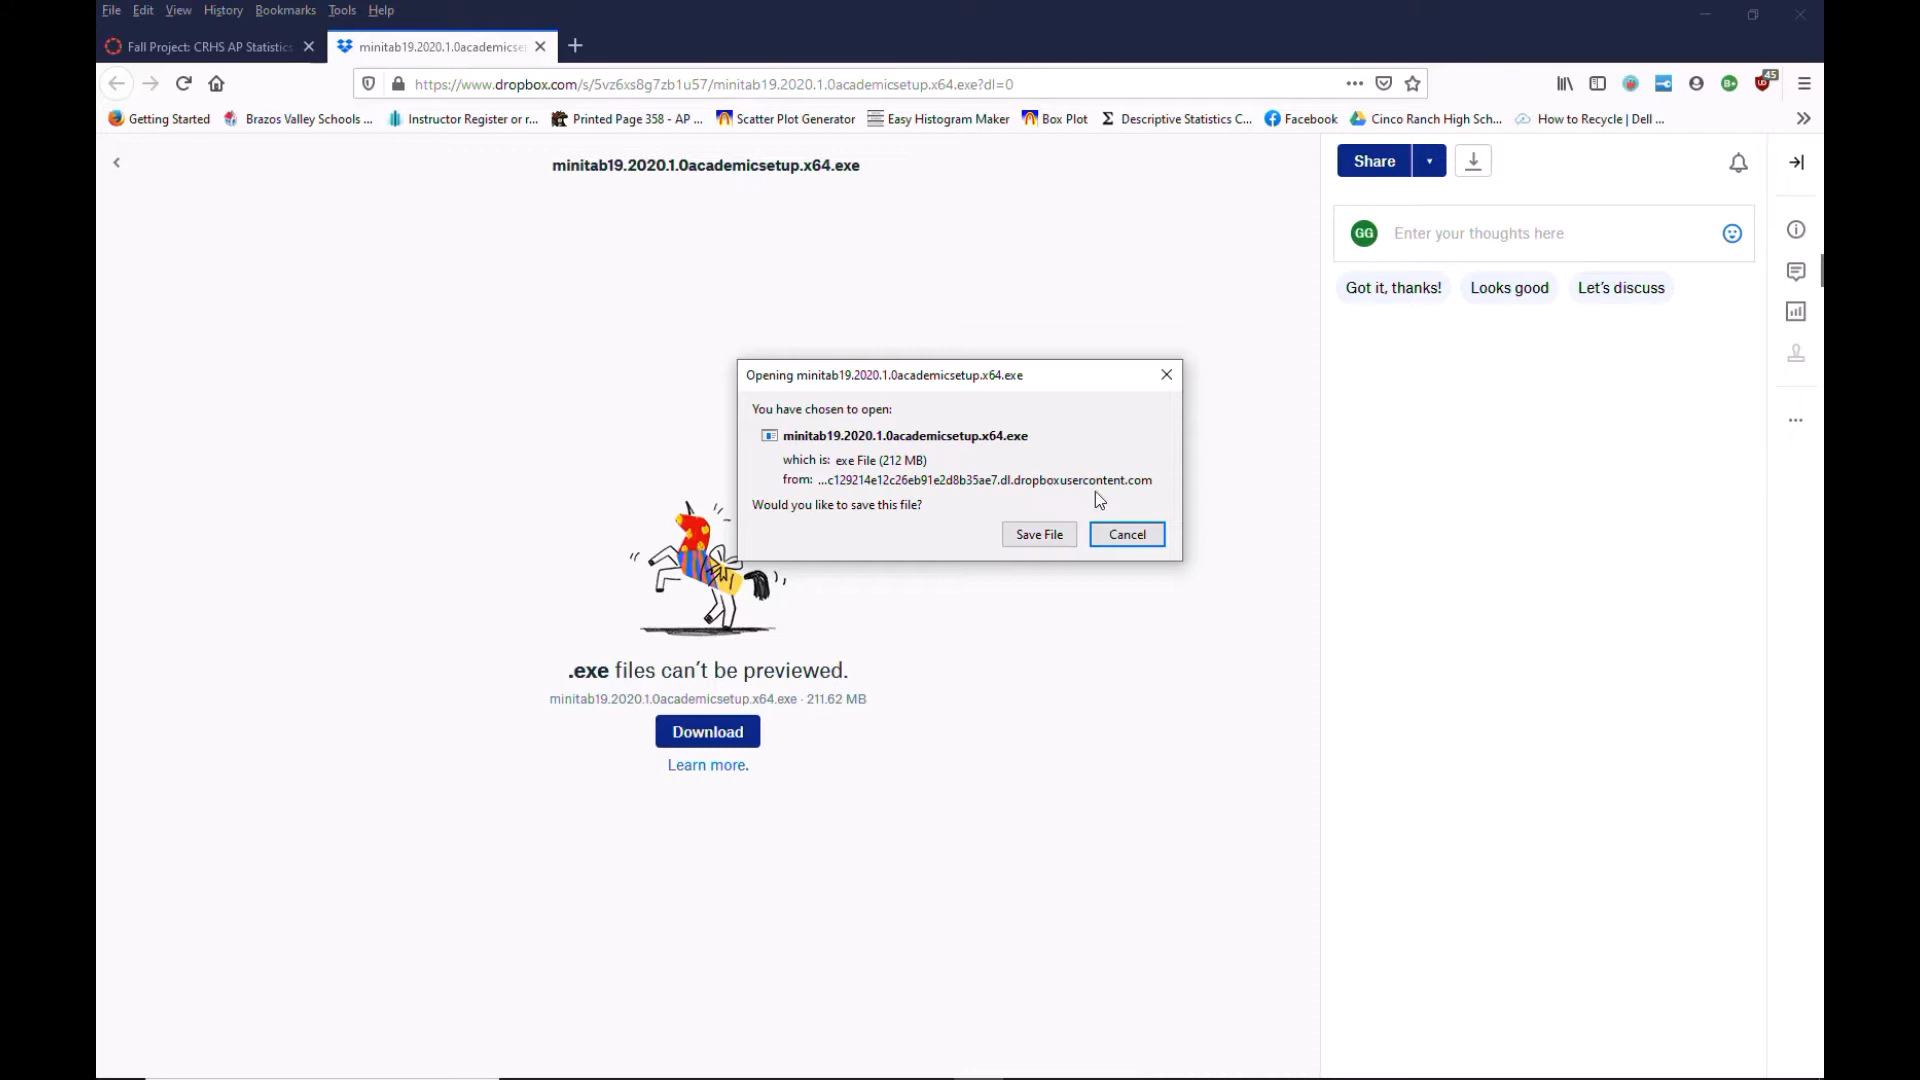 File Edit View History Bookmarks Tools Help
Fall Project: CRHS AP Statistics
minitab19.2020.1.0academicse
https://www.dropbox.com/s/5vz6xs8g7zb1u57/minitab19.2020.1.0academicsetup.x64.exe?dl=0
45
Getting Started Brazos Valley Schools ... Instructor Register or r... Printed Page 358 - AP ... Scatter Plot Generator Easy Histogram Maker Box Plot Σ Descriptive Statistics C... Facebook Cinco Ranch High Sch... How to Recycle | Dell ...
minitab19.2020.1.0academicsetup.x64.exe
Share
GG Enter your thoughts here
Got it, thanks! Looks good Let's discuss
Opening minitab19.2020.1.0academicsetup.x64.exe
You have chosen to open:
minitab19.2020.1.0academicsetup.x64.exe
which is: exe File (212 MB)
from: ...c129214e12c26eb91e2d8b35ae7.dl.dropboxusercontent.com
Would you like to save this file?
Save File Cancel
.exe files can't be previewed.
minitab19.2020.1.0academicsetup.x64.exe · 211.62 MB
Download
Learn more.